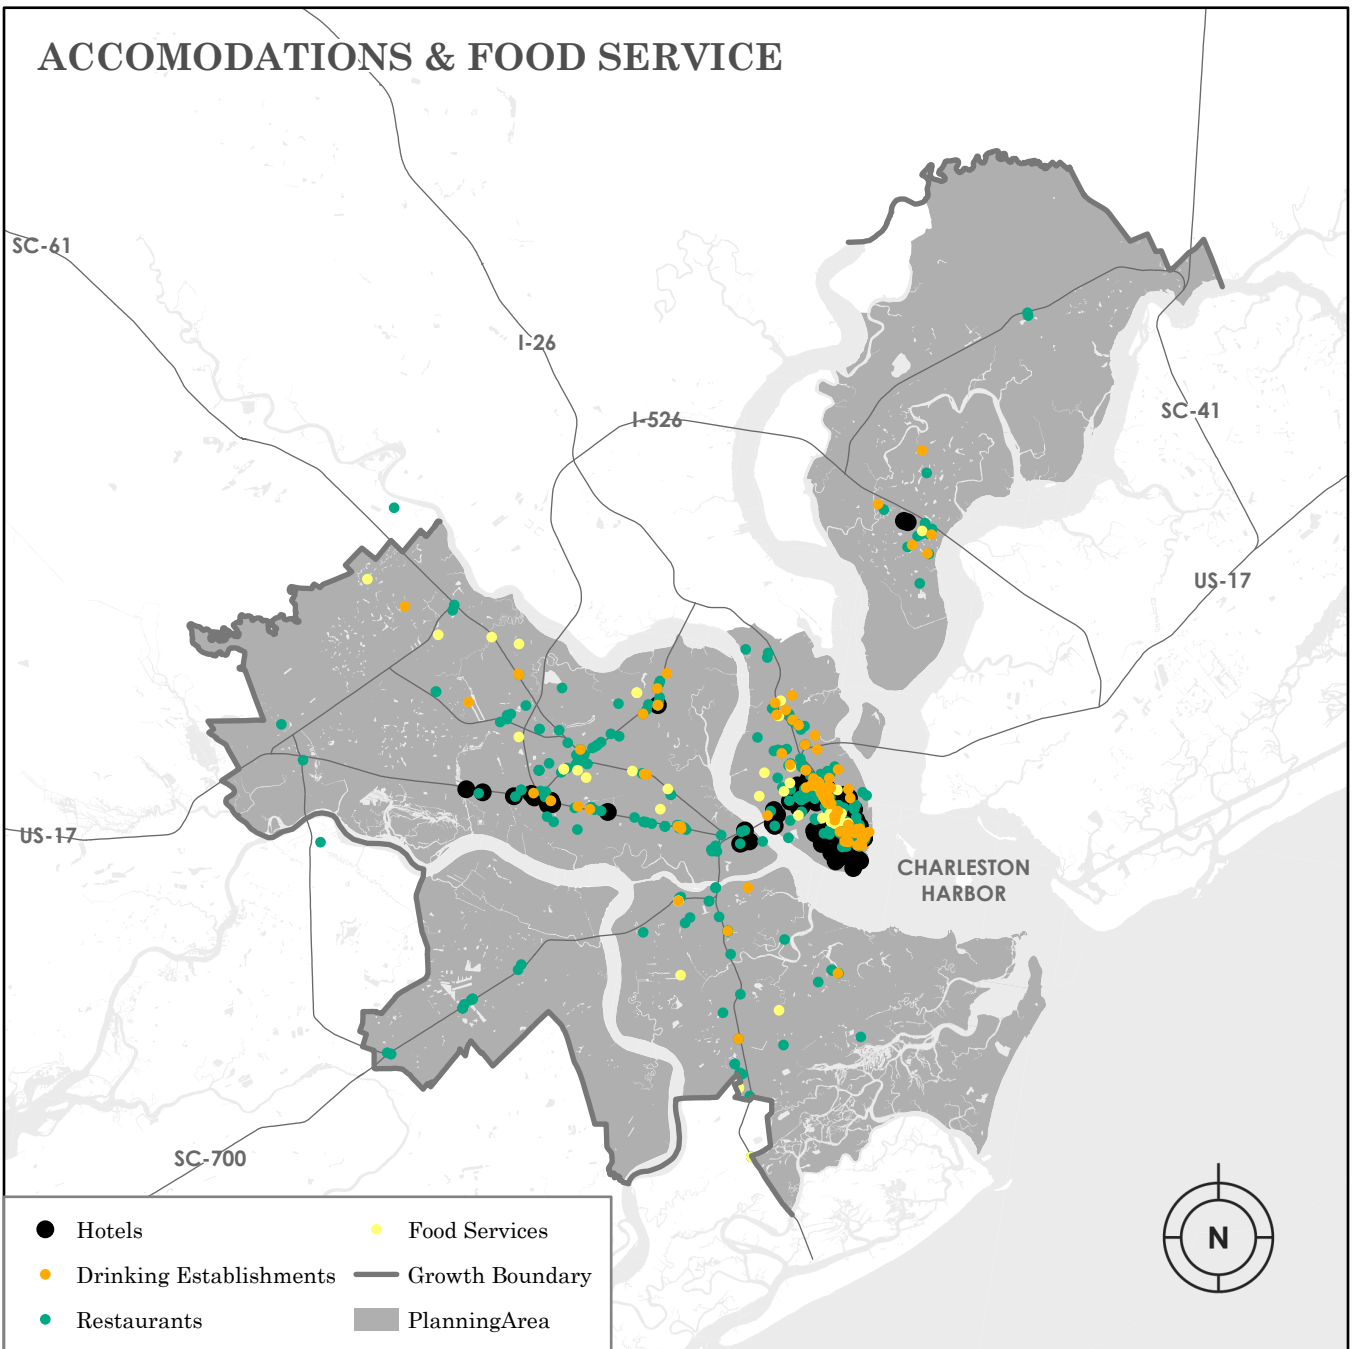 ACCOMODATIONS & FOOD SERVICE
SC-61
I-26
I-526
SC-41
US-17
US-17
CHARLESTON
HARBOR
SC-700
N
Hotels
Drinking Establishments
Restaurants
Food Services
Growth Boundary
PlanningArea